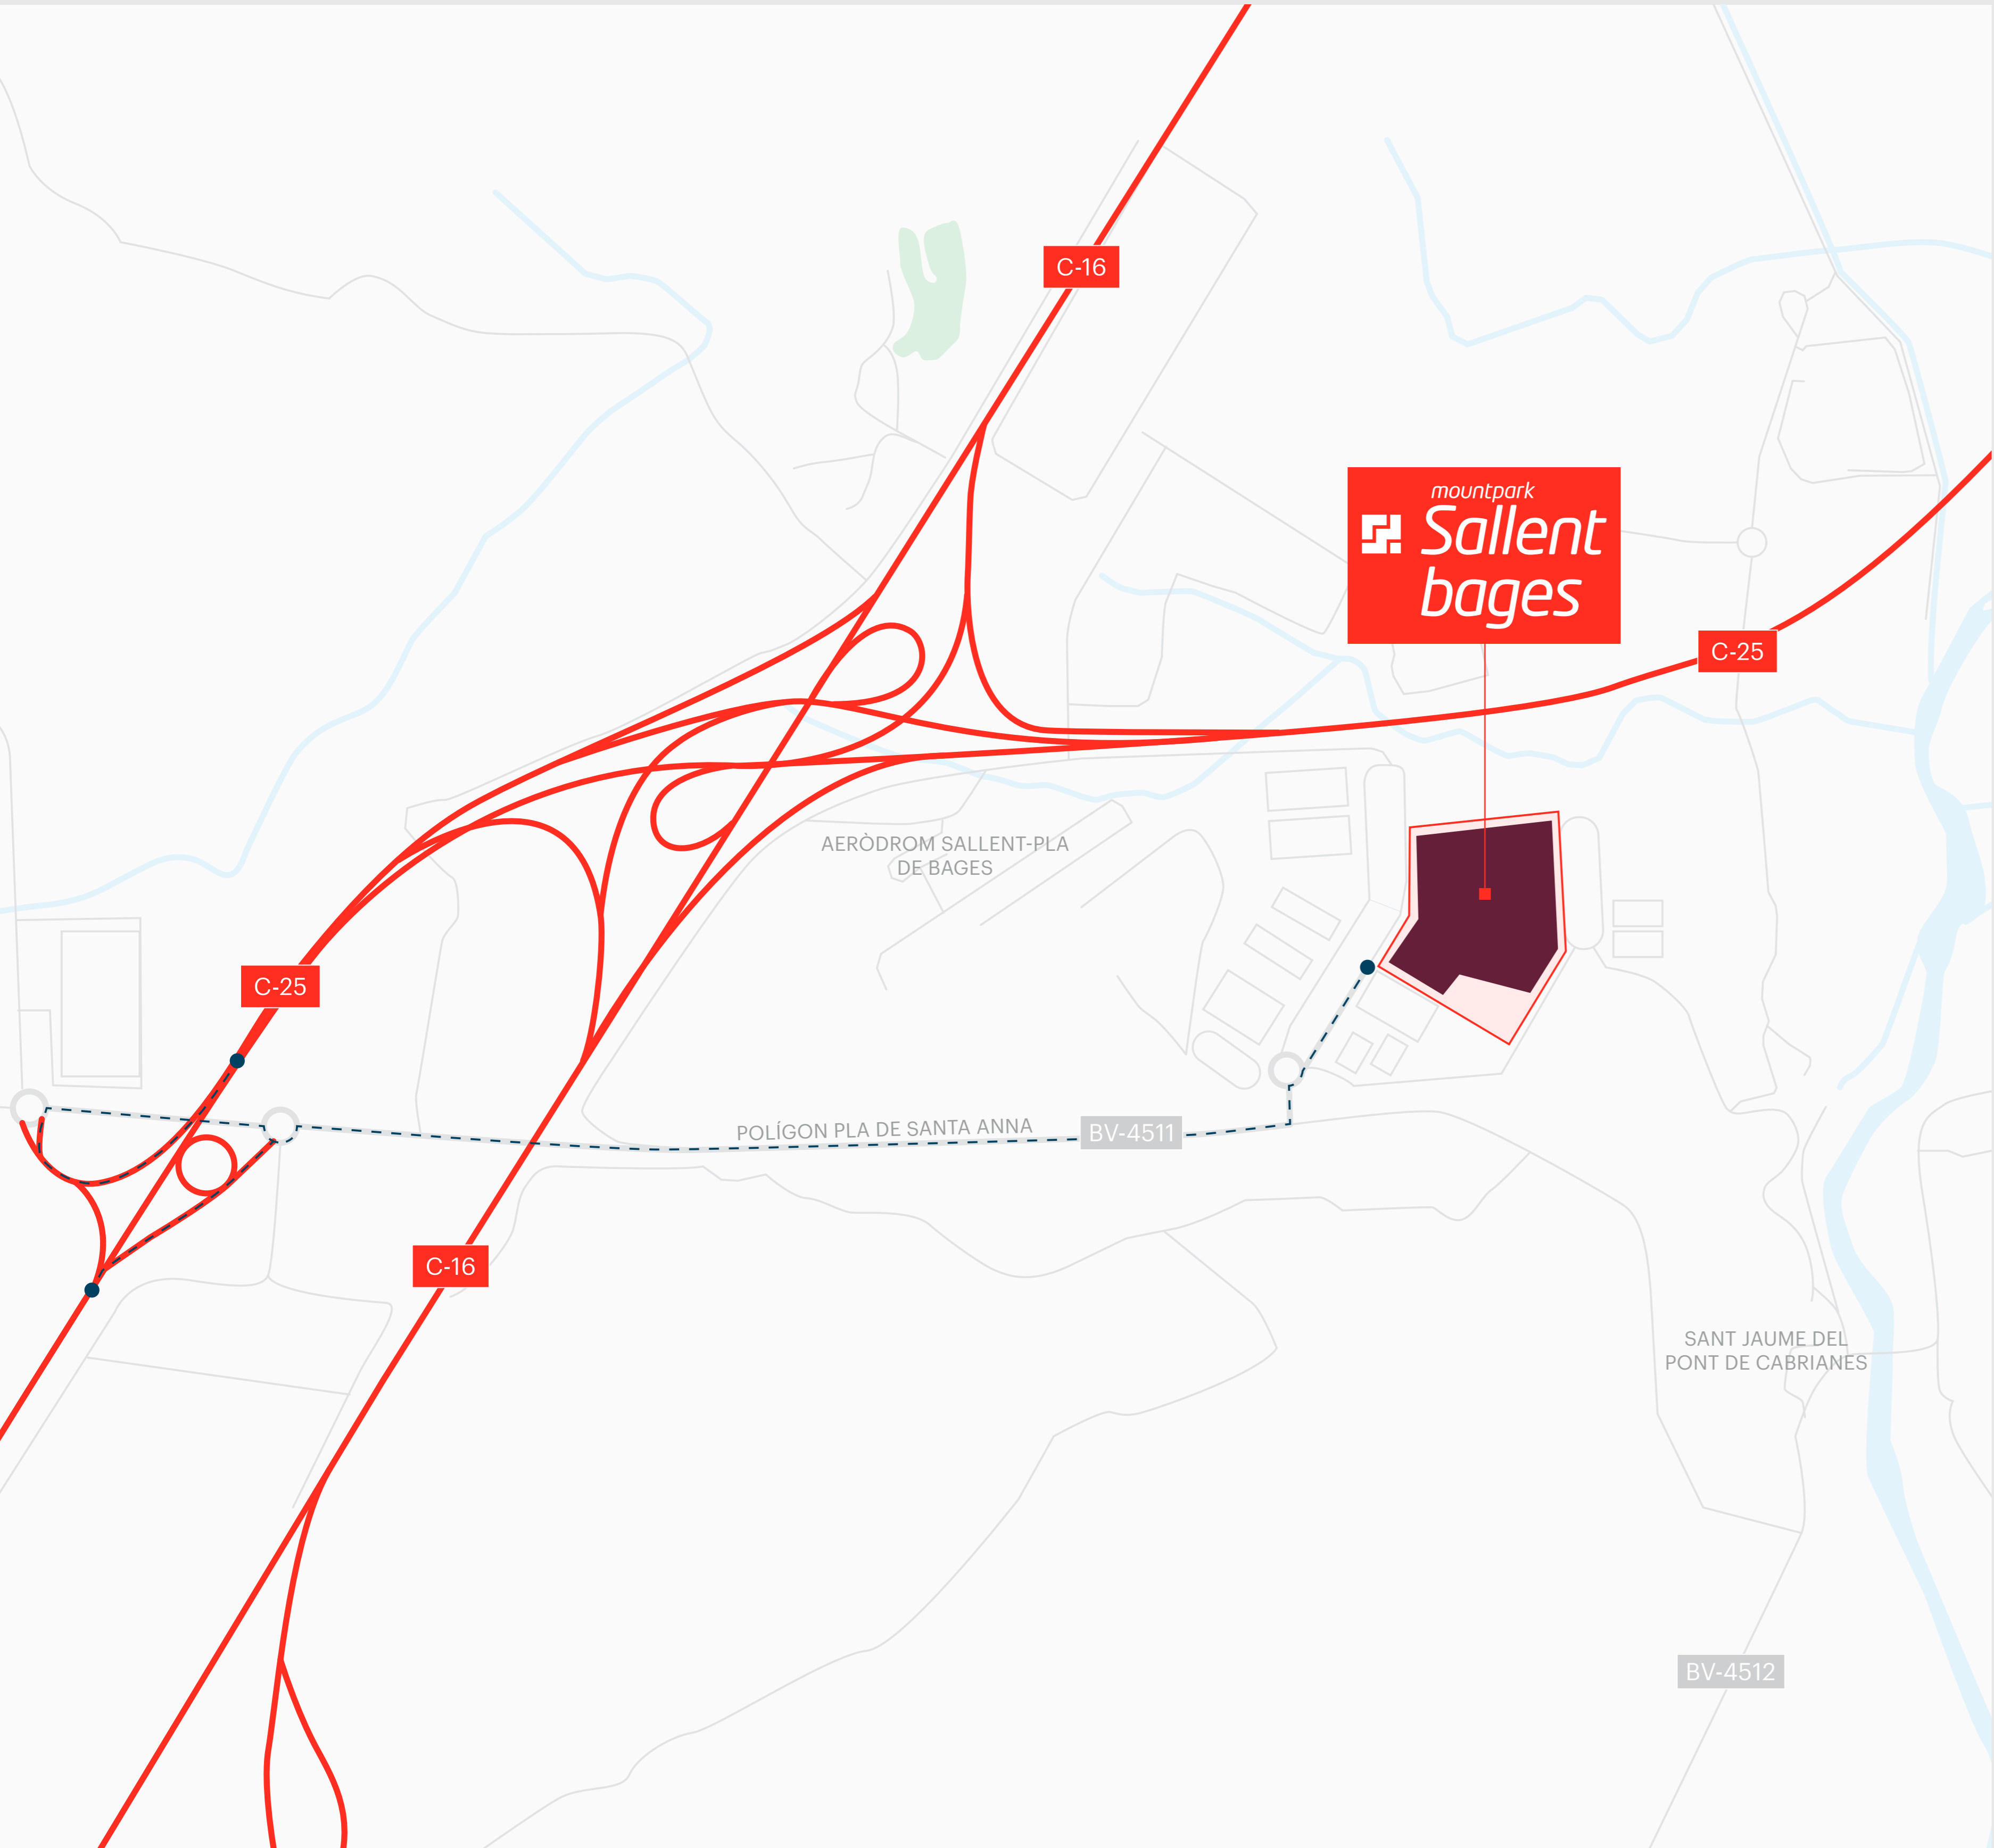 C-16
mountpark
Sallent
bages
C-25
AERÒDROM SALLENT-PLA
DE BAGES
C-25
POLÍGON PLA DE SANTA ANNA
BV-4511
C-16
SANT JAUME DEL
PONT DE CABRIANES
BV-4512